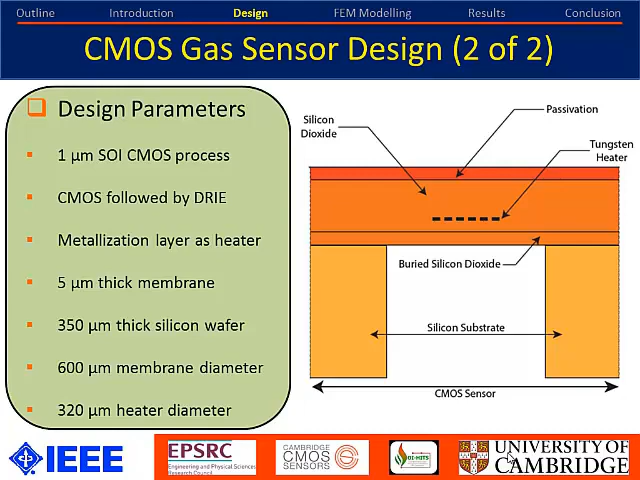 Outline Introduction Design FEM Modelling Results Conclusion
CMOS Gas Sensor Design (2 of 2)
Design Parameters
1 µm SOI CMOS process
CMOS followed by DRIE
Metallization layer as heater
5 µm thick membrane
350 µm thick silicon wafer
600 µm membrane diameter
320 µm heater diameter
Silicon
Dioxide
Passivation
Tungsten
Heater
Buried Silicon Dioxide
Silicon Substrate
CMOS Sensor
IEEE
EPSRC
Engineering and Physical Sciences
Research Council
CAMBRIDGE
CMOS
SENSORS
UNIVERSITY OF
CAMBRIDGE